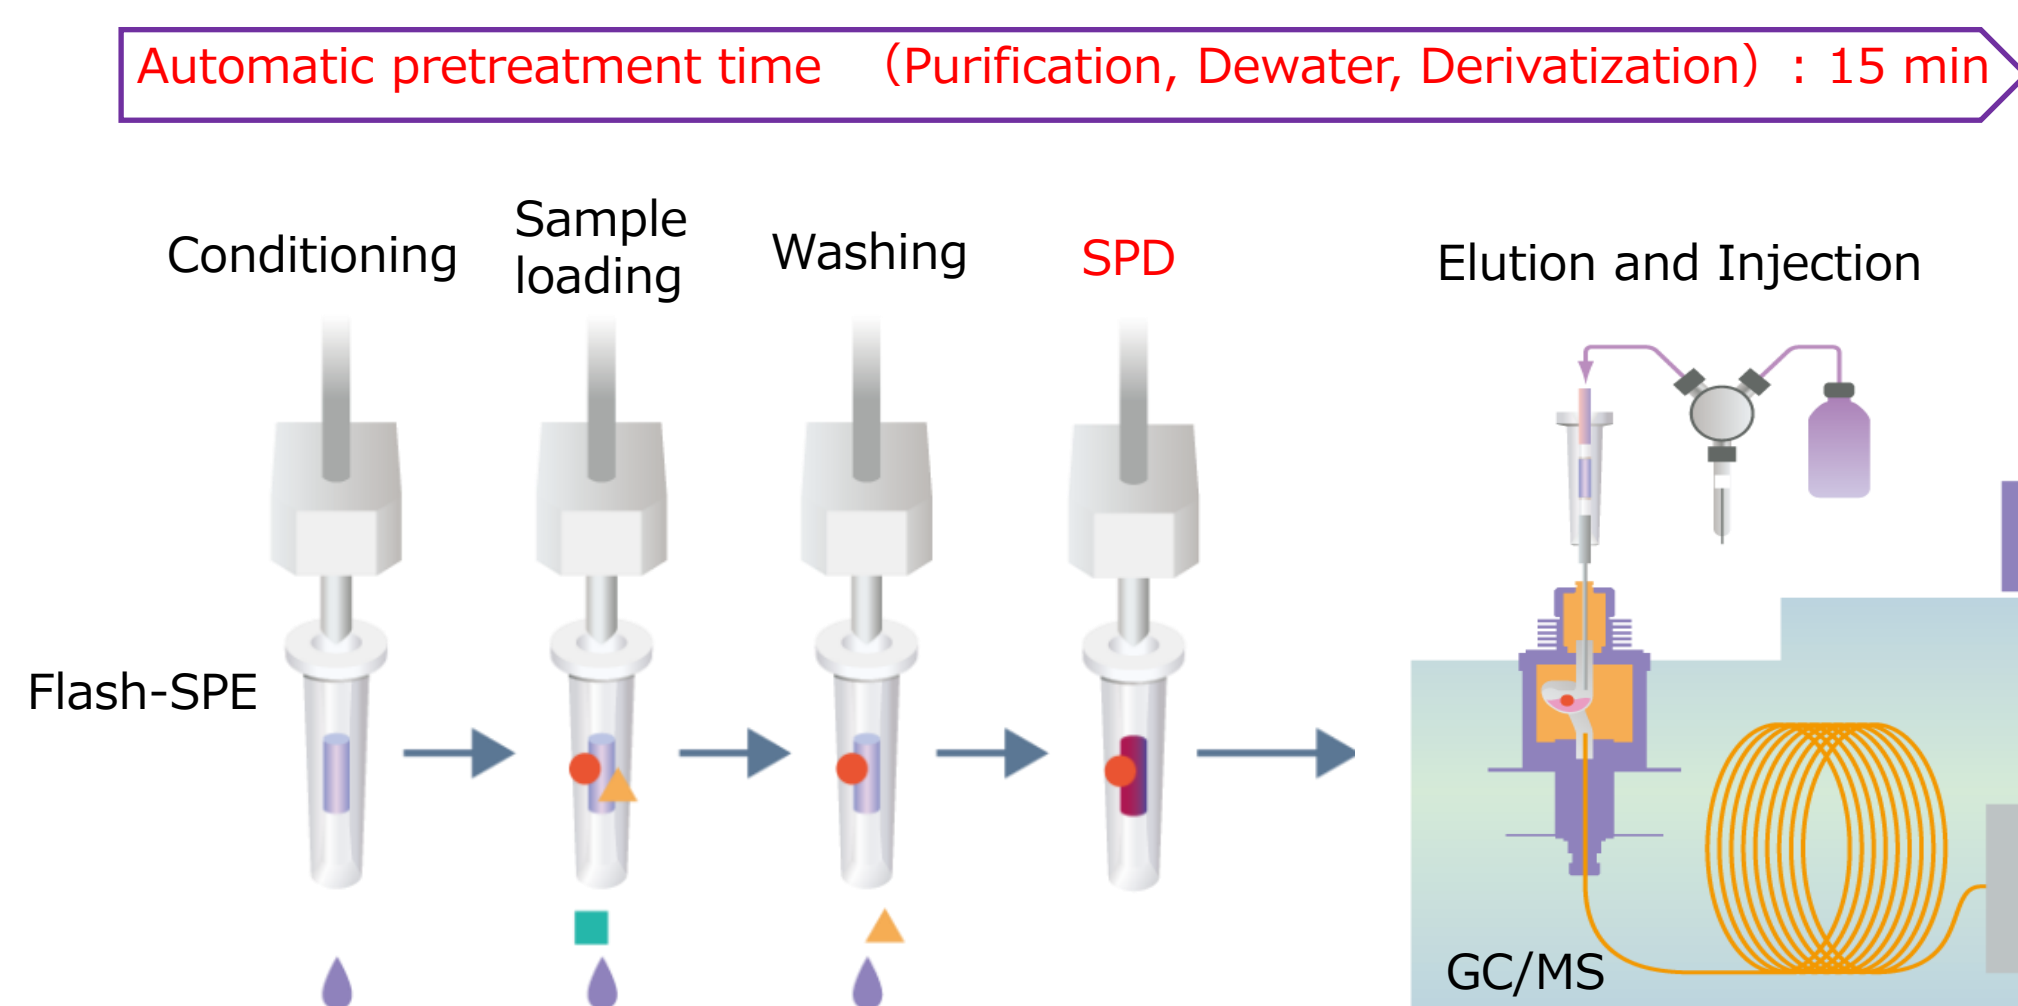 Automatic pretreatment time （Purification, Dewater, Derivatization）: 15 min
Conditioning
Sample
loading
Washing
SPD
Elution and Injection
Flash-SPE
GC/MS